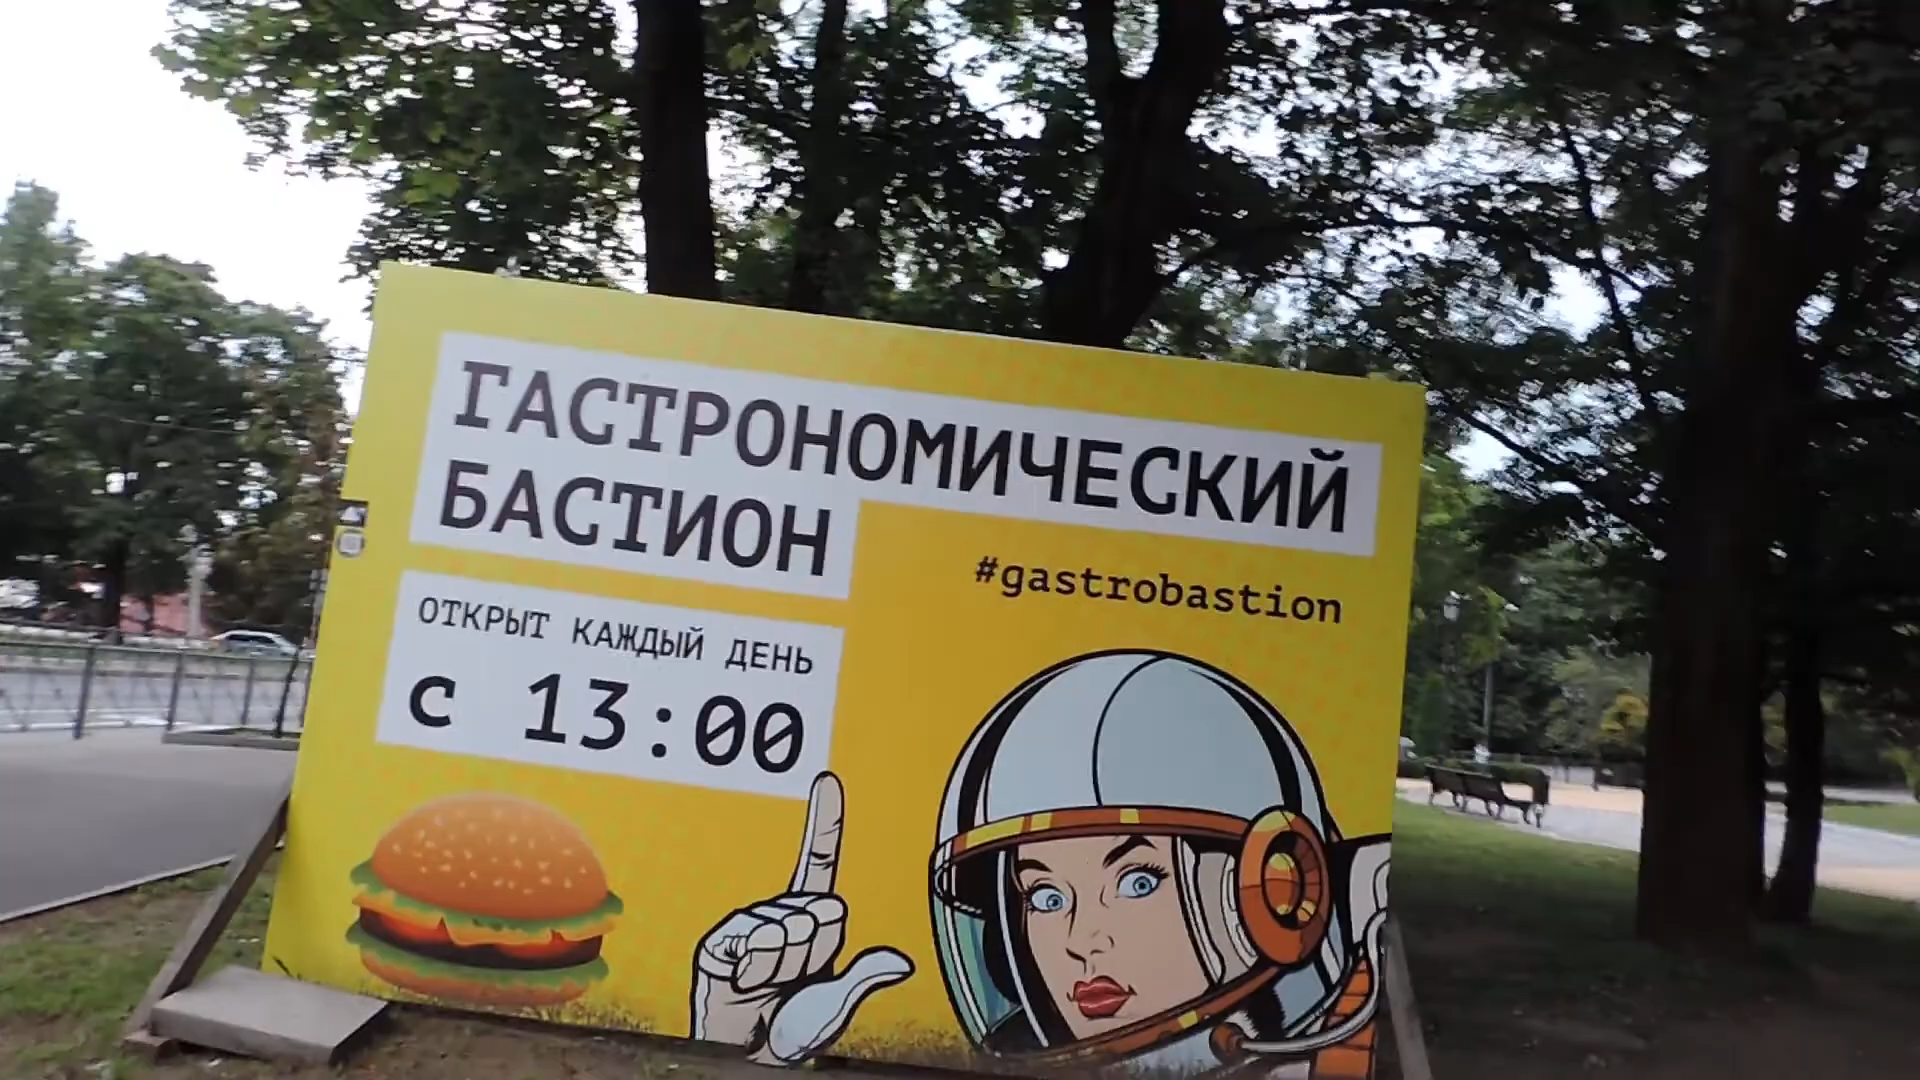 ГАСТРОНОМИЧЕСКИЙ
БАСТИОН
#gastrobastion
ОТКРЫТ КАЖДЫЙ ДЕНЬ
с 13:00